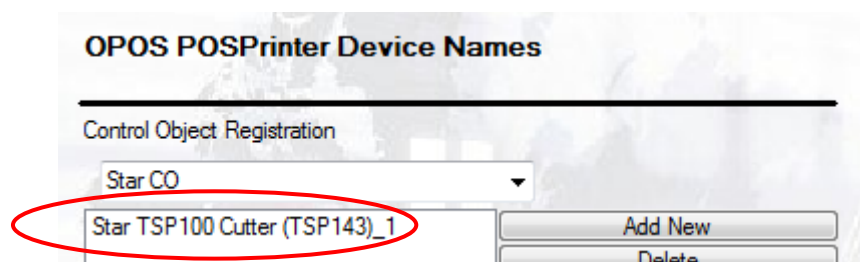 OPOS POSPrinter Device Names
Control Object Registration
Star CO
Star TSP100 Cutter (TSP143)_1
Add New
Delete